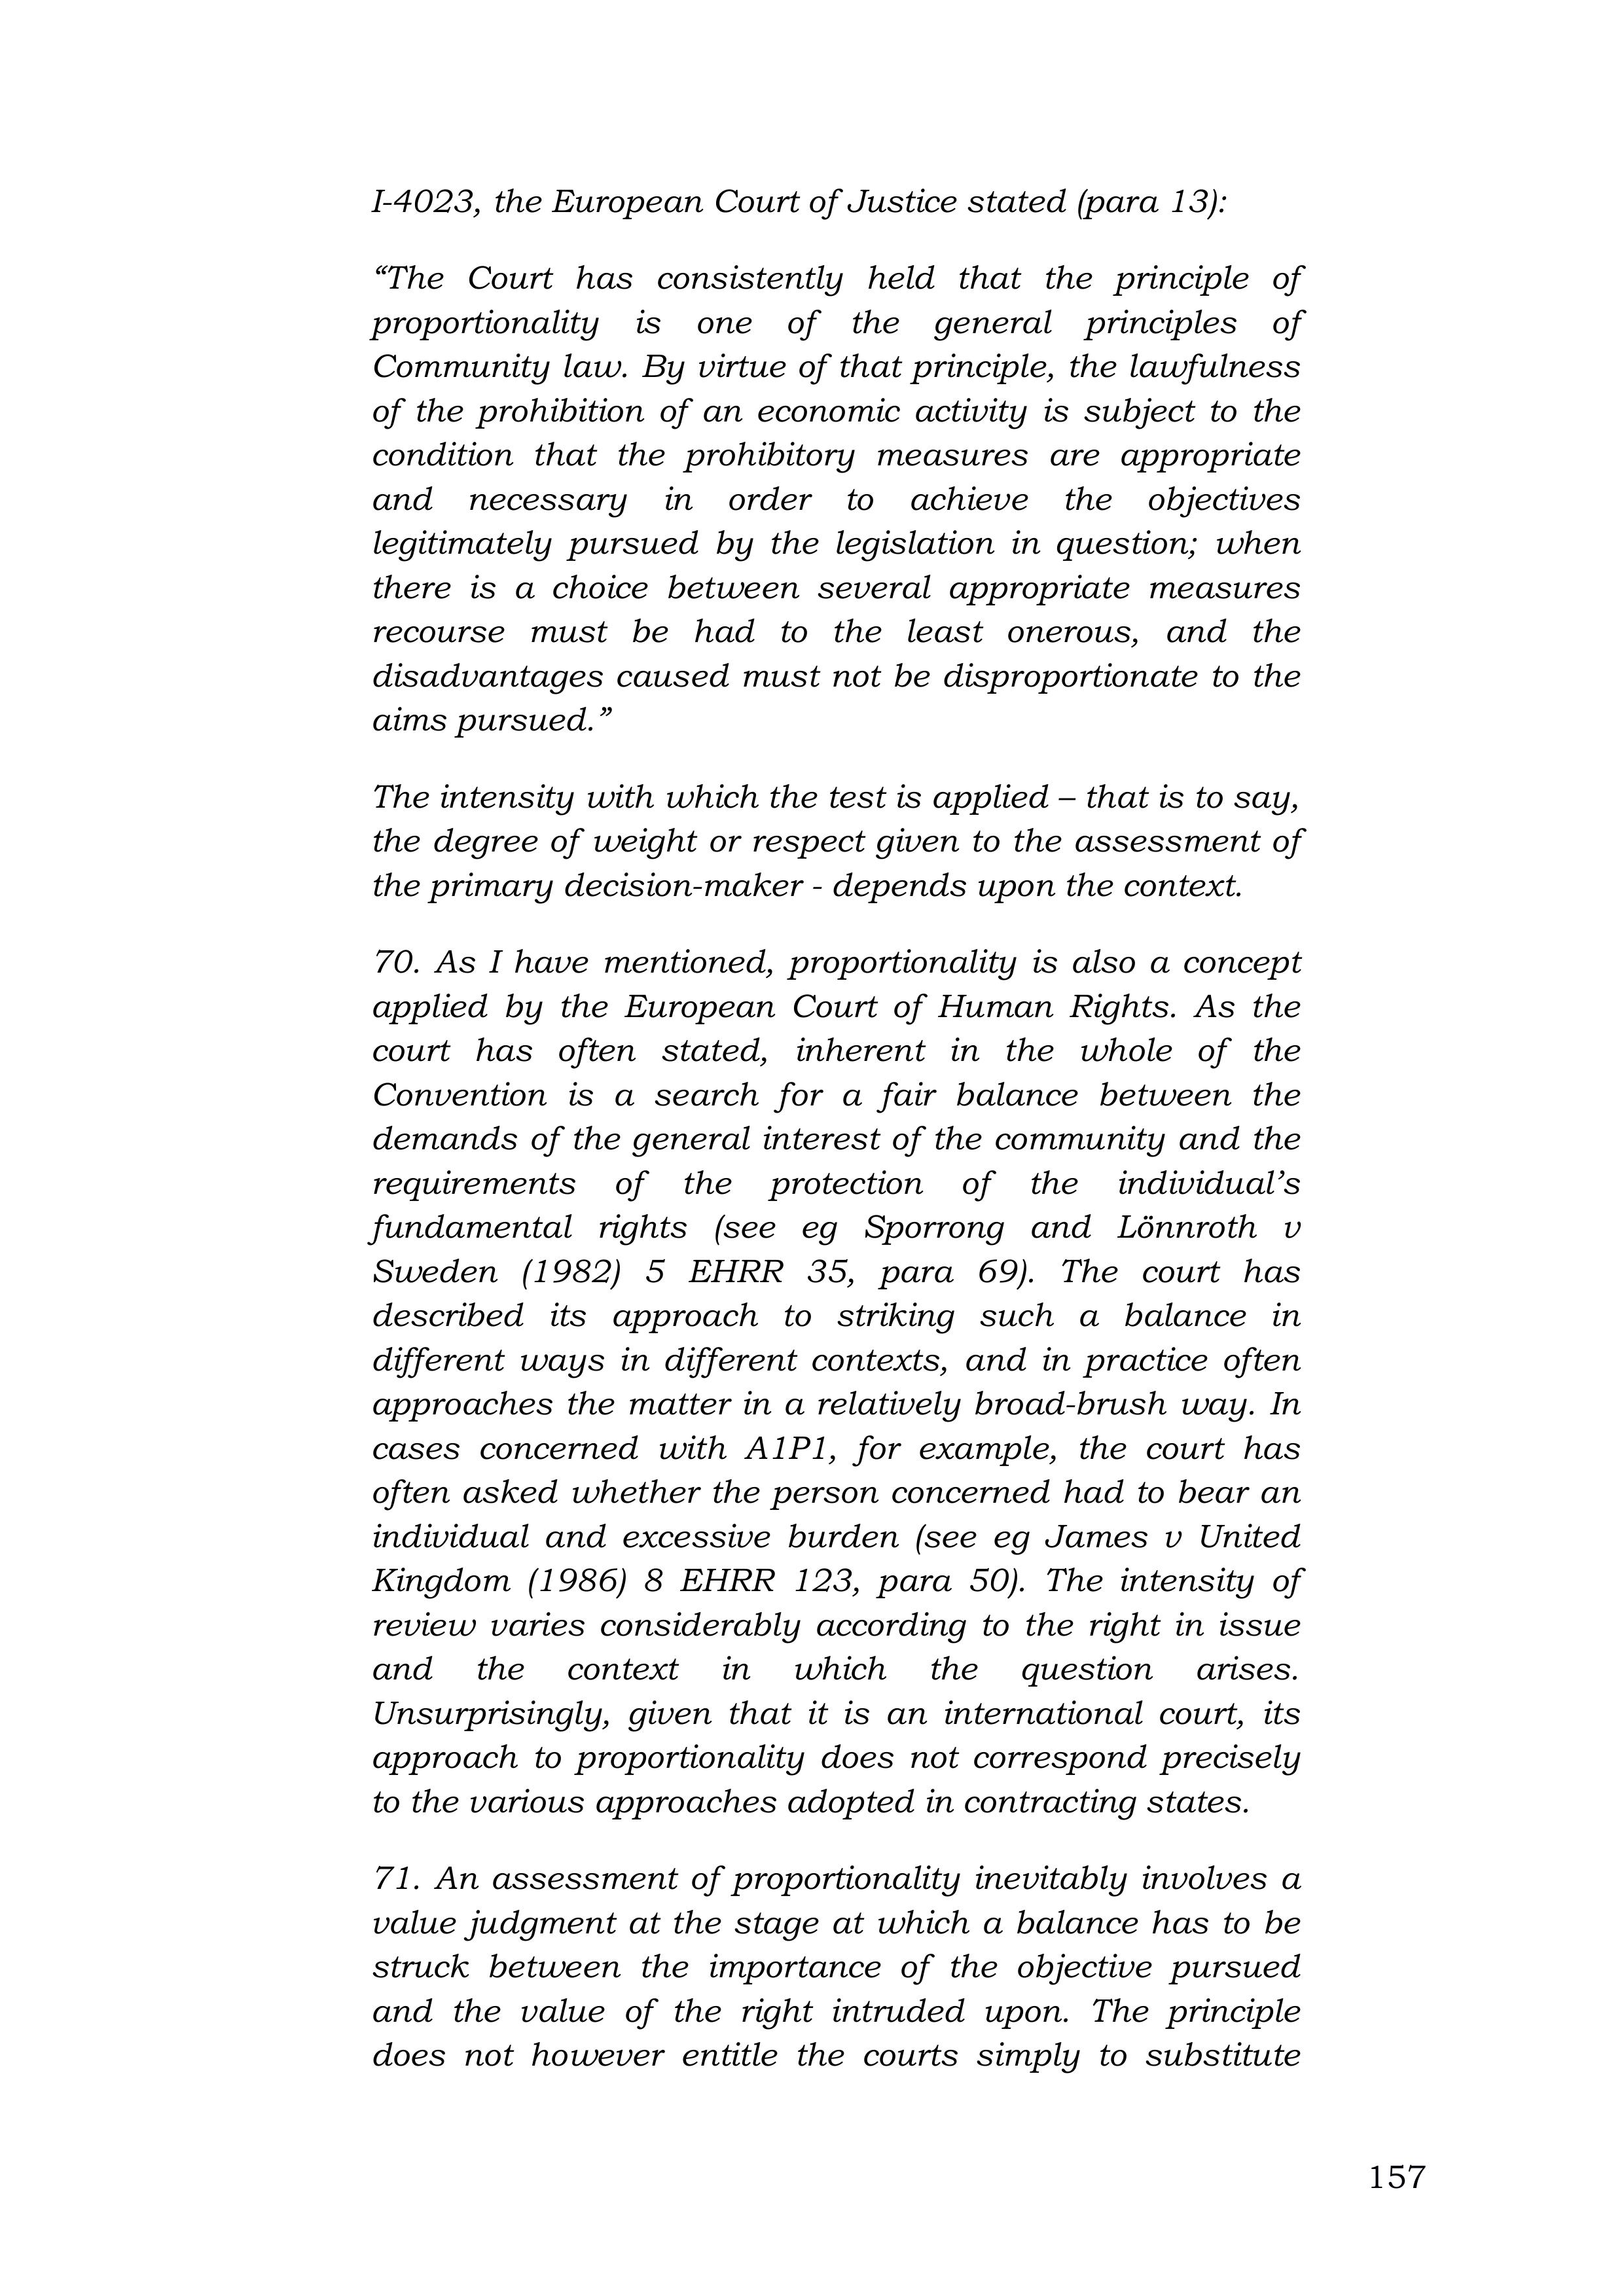 I-4023, the European Court of Justice stated (para 13):
“The Court has consistently held that the principle of
proportionality is one of the general principles of
Community law. By virtue of that principle, the lawfulness
of the prohibition of an economic activity is subject to the
condition that the prohibitory measures are appropriate
and necessary in order to achieve the objectives
legitimately pursued by the legislation in question; when
there is a choice between several appropriate measures
recourse must be had to the least onerous, and the
disadvantages caused must not be disproportionate to the
aims pursued.”
The intensity with which the test is applied – that is to say,
the degree of weight or respect given to the assessment of
the primary decision-maker - depends upon the context.
70. As I have mentioned, proportionality is also a concept
applied by the European Court of Human Rights. As the
court has often stated, inherent in the whole of the
Convention is a search for a fair balance between the
demands of the general interest of the community and the
requirements of the protection of the individual’s
fundamental rights (see eg Sporrong and Lönnroth v
Sweden (1982) 5 EHRR 35, para 69). The court has
described its approach to striking such a balance in
different ways in different contexts, and in practice often
approaches the matter in a relatively broad-brush way. In
cases concerned with A1P1, for example, the court has
often asked whether the person concerned had to bear an
individual and excessive burden (see eg James v United
Kingdom (1986) 8 EHRR 123, para 50). The intensity of
review varies considerably according to the right in issue
and the context in which the question arises.
Unsurprisingly, given that it is an international court, its
approach to proportionality does not correspond precisely
to the various approaches adopted in contracting states.
71. An assessment of proportionality inevitably involves a
value judgment at the stage at which a balance has to be
struck between the importance of the objective pursued
and the value of the right intruded upon. The principle
does not however entitle the courts simply to substitute
157